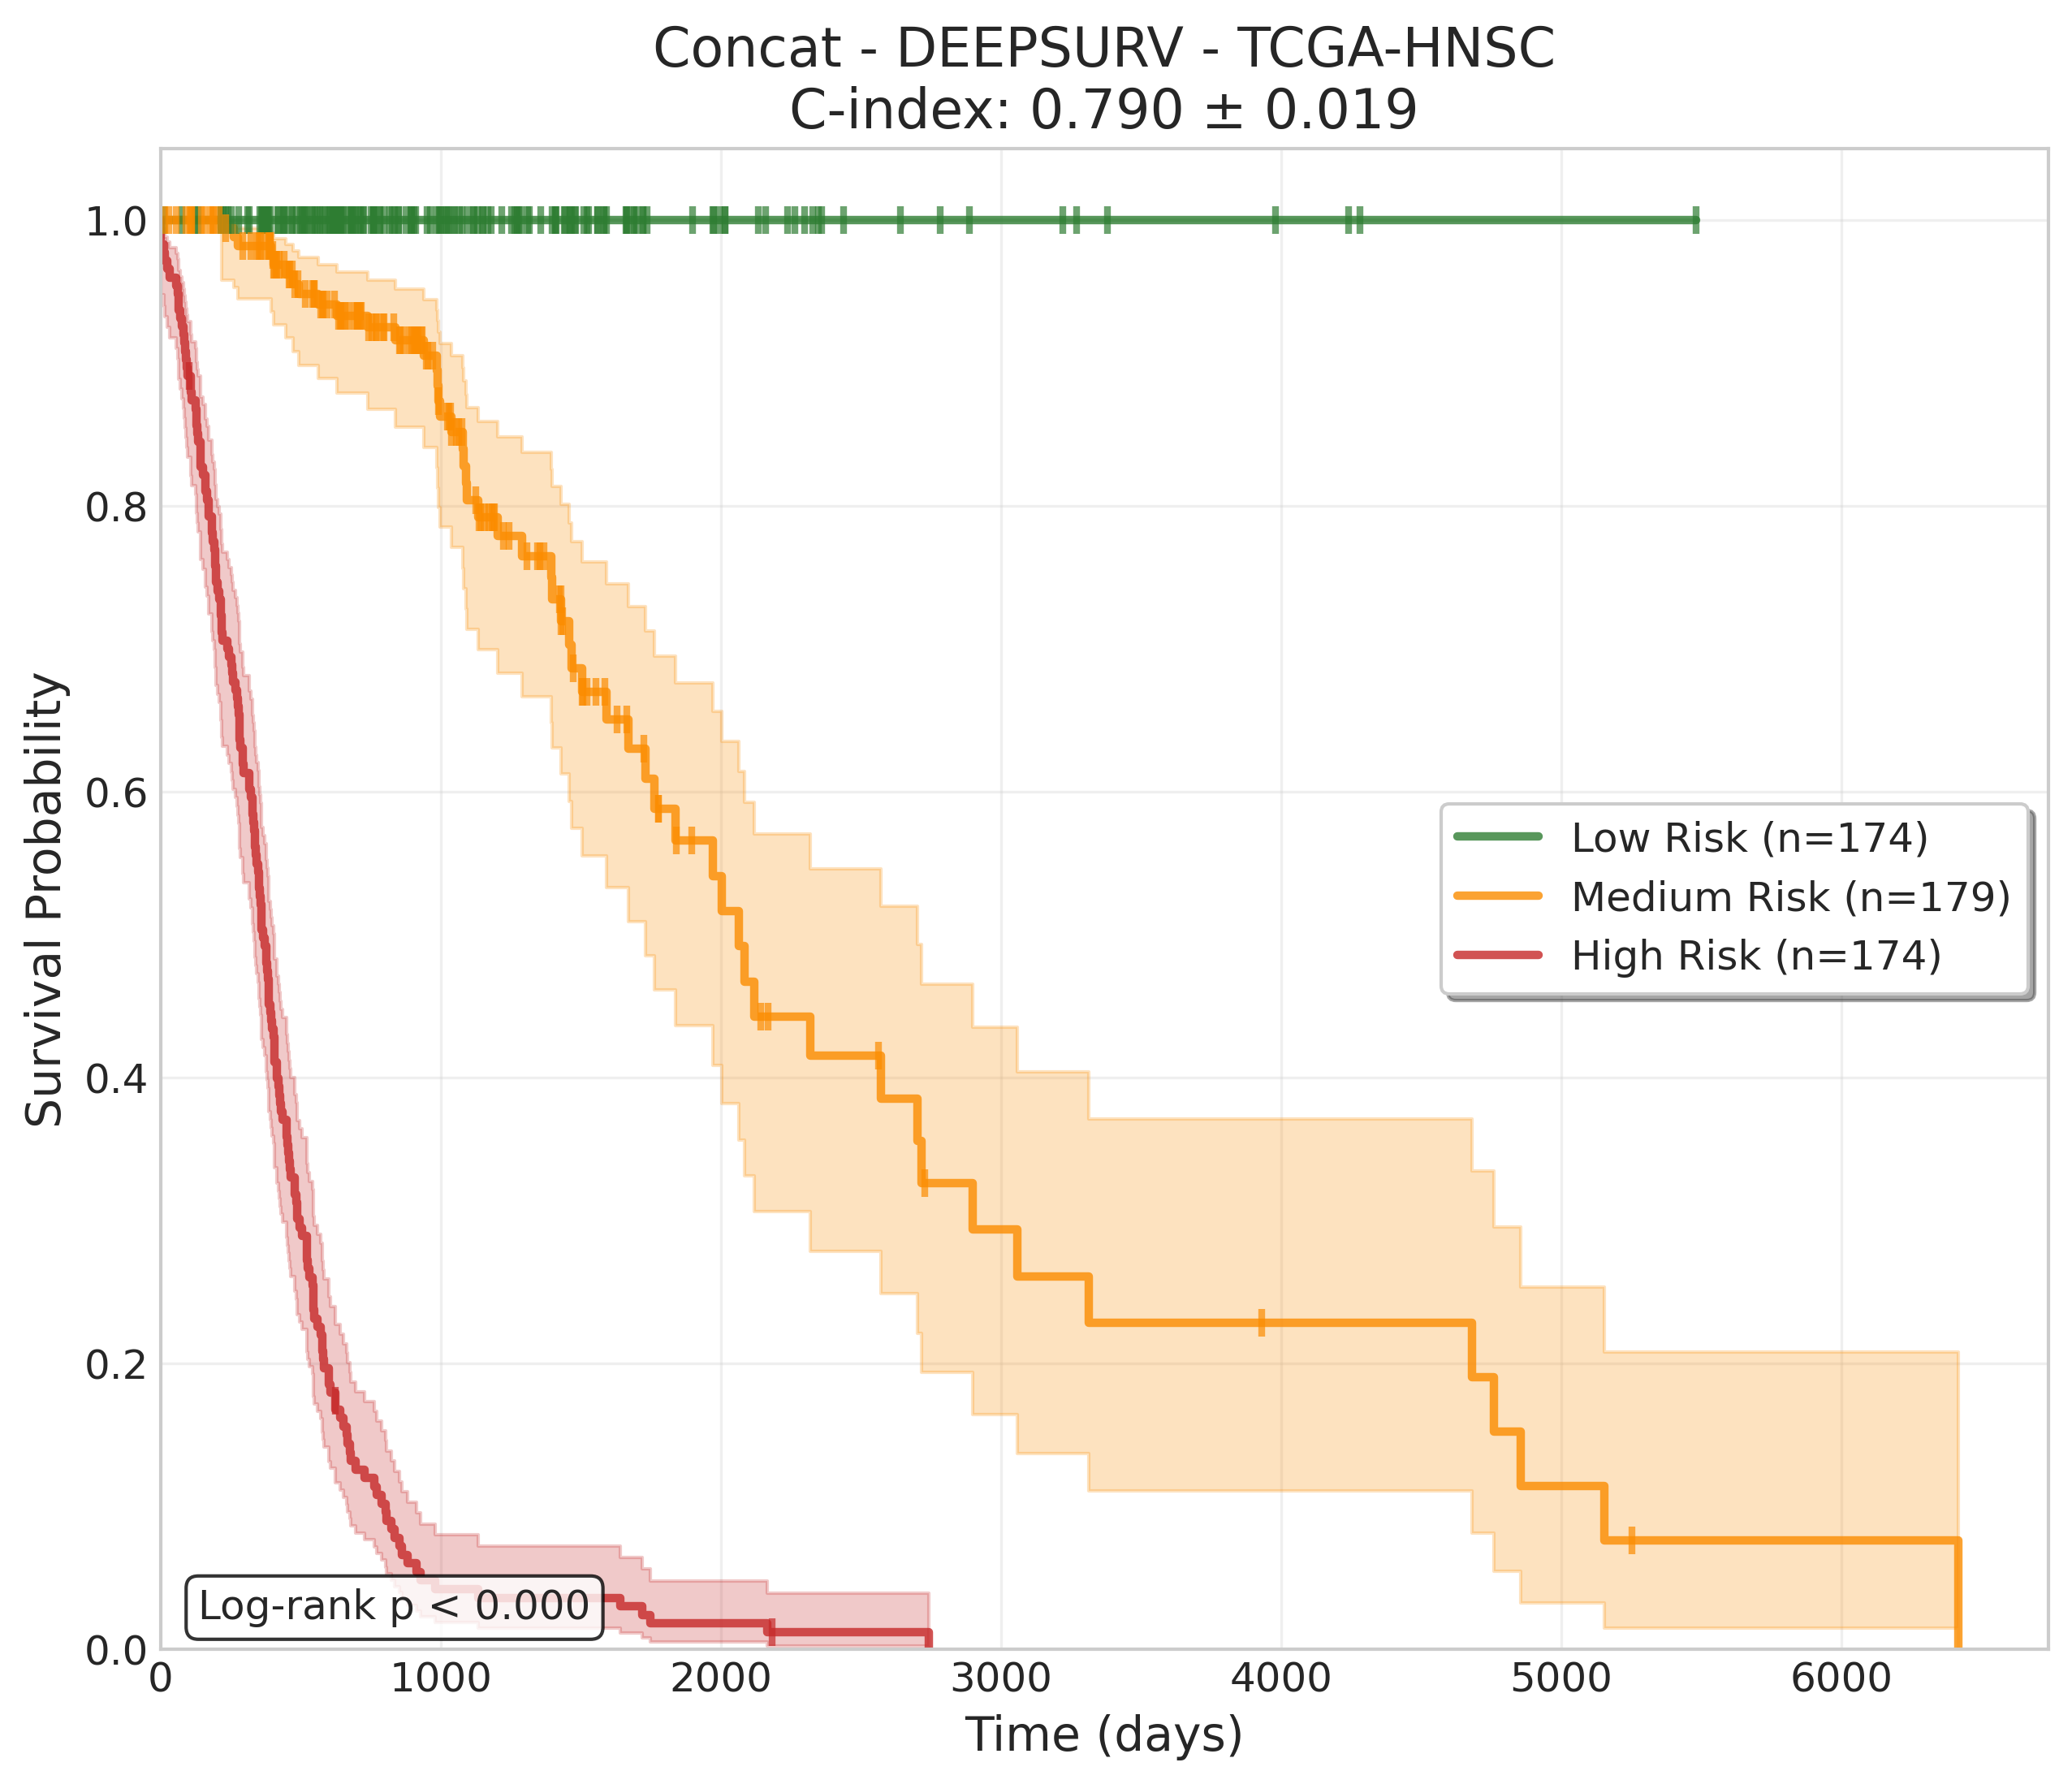 Concat - DEEPSURV - TCGA-HNSC
C-index: 0.790 ± 0.019
Survival Probability
1.0
0.8
0.6
0.4
0.2
0.0
Low Risk (n=174)
Medium Risk (n=179)
High Risk (n=174)
Log-rank p < 0.000
0 1000 2000 3000 4000 5000 6000
Time (days)